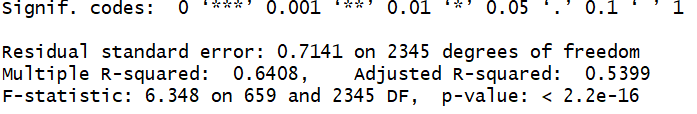 Signif. codes:  0 ‘***’ 0.001 ‘**’ 0.01 ‘*’ 0.05 ‘.’ 0.1 ‘ ’ 1
Residual standard error: 0.7141 on 2345 degrees of freedom
Multiple R-squared:  0.6408,    Adjusted R-squared:  0.5399
F-statistic: 6.348 on 659 and 2345 DF,  p-value: < 2.2e-16